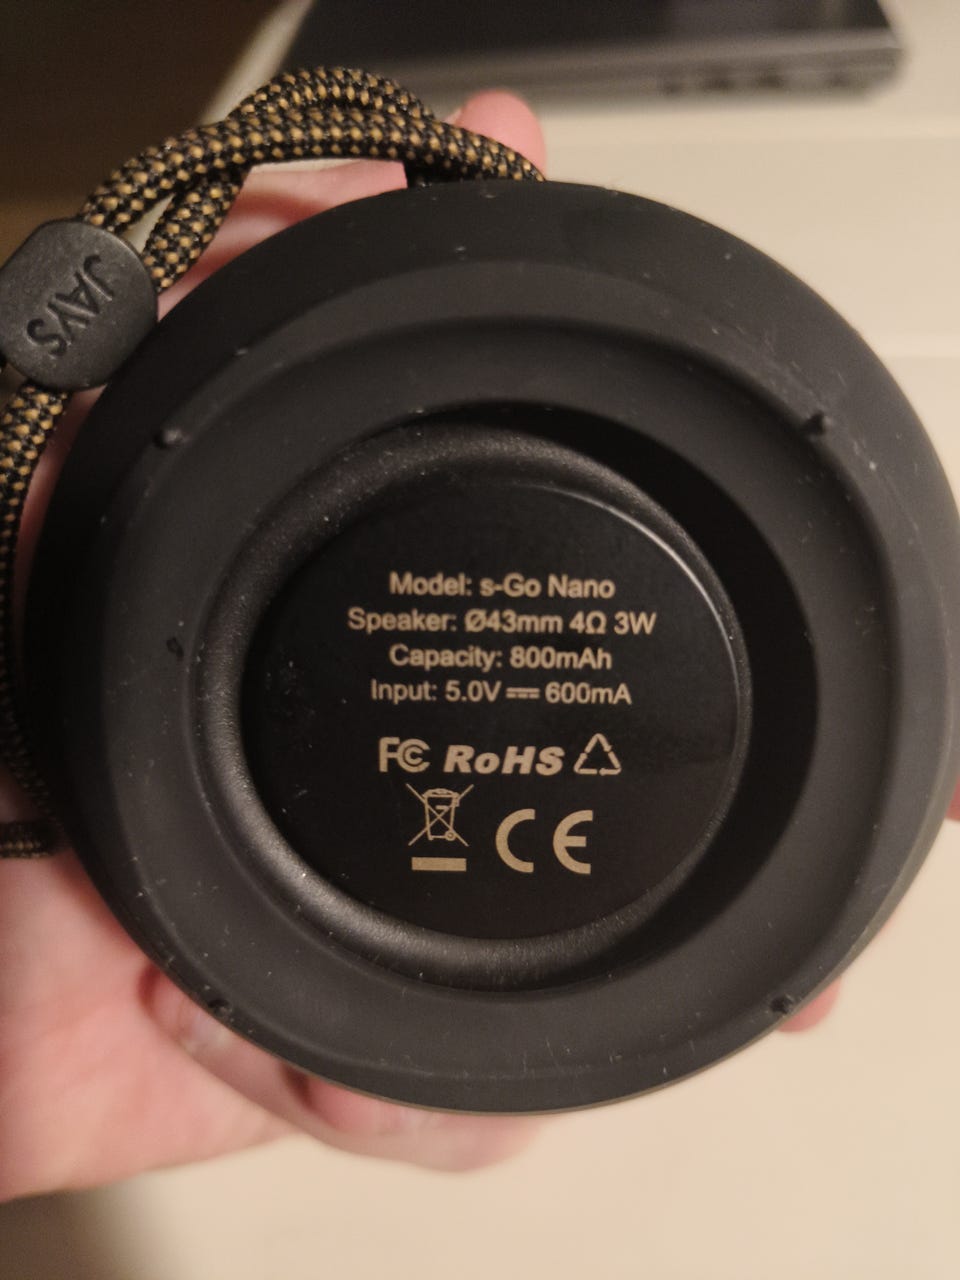 JAYS
Model: s-Go Nano
Speaker: Ø43mm 4Ω 3W
Capacity: 800mAh
Input: 5.0V ⎓ 600mA
FC RoHS
CE